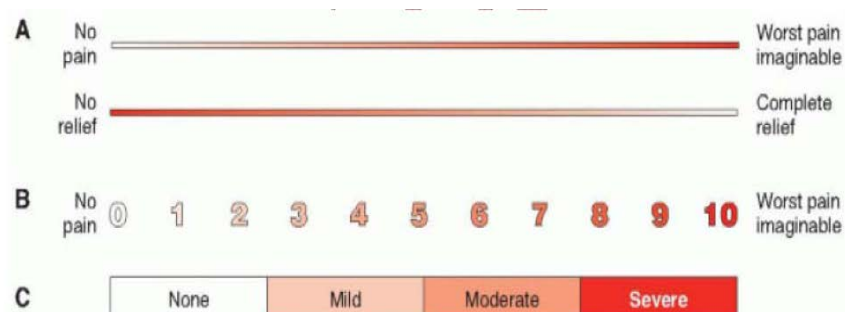 A
No pain
Worst pain imaginable
No relief
Complete relief
B
No pain
0 1 2 3 4 5 6 7 8 9 10
Worst pain imaginable
C
None Mild Moderate Severe